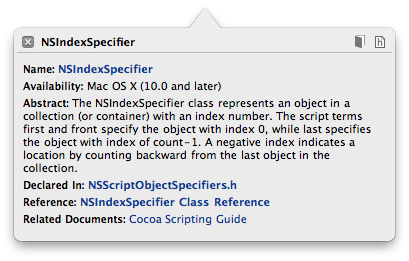 NSIndexSpecifier
Name: NSIndexSpecifier
Availability: Mac OS X (10.0 and later)
Abstract: The NSIndexSpecifier class represents an object in a
collection (or container) with an index number. The script terms
first and front specify the object with index 0, while last specifies
the object with index of count-1. A negative index indicates a
location by counting backward from the last object in the
collection.
Declared In: NSScriptObjectSpecifiers.h
Reference: NSIndexSpecifier Class Reference
Related Documents: Cocoa Scripting Guide